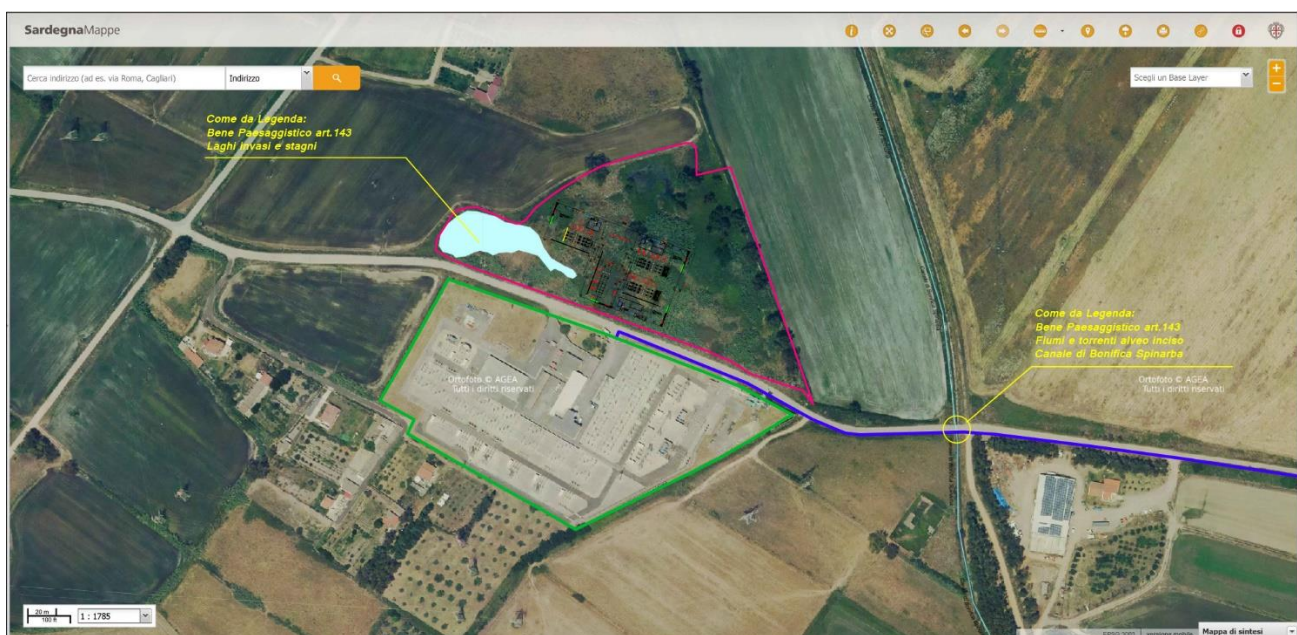 SardegnaMappe
Cerca indirizzo (ad es. via Roma, Cagliari)
Indirizzo
Scegli un Base Layer
Come da Legenda:
Bene Paesaggistico art.143
Laghi invasi e stagni
Come da Legenda:
Bene Paesaggistico art.143
Fiumi e torrenti alveo inciso
Canale di Bonifica Spinarba
Ortofoto © AGEA
Tutti i diritti riservati
Ortofoto © AGEA
Tutti i diritti riservati
20 m
100 ft
1 : 1785
Mappa di sintesi